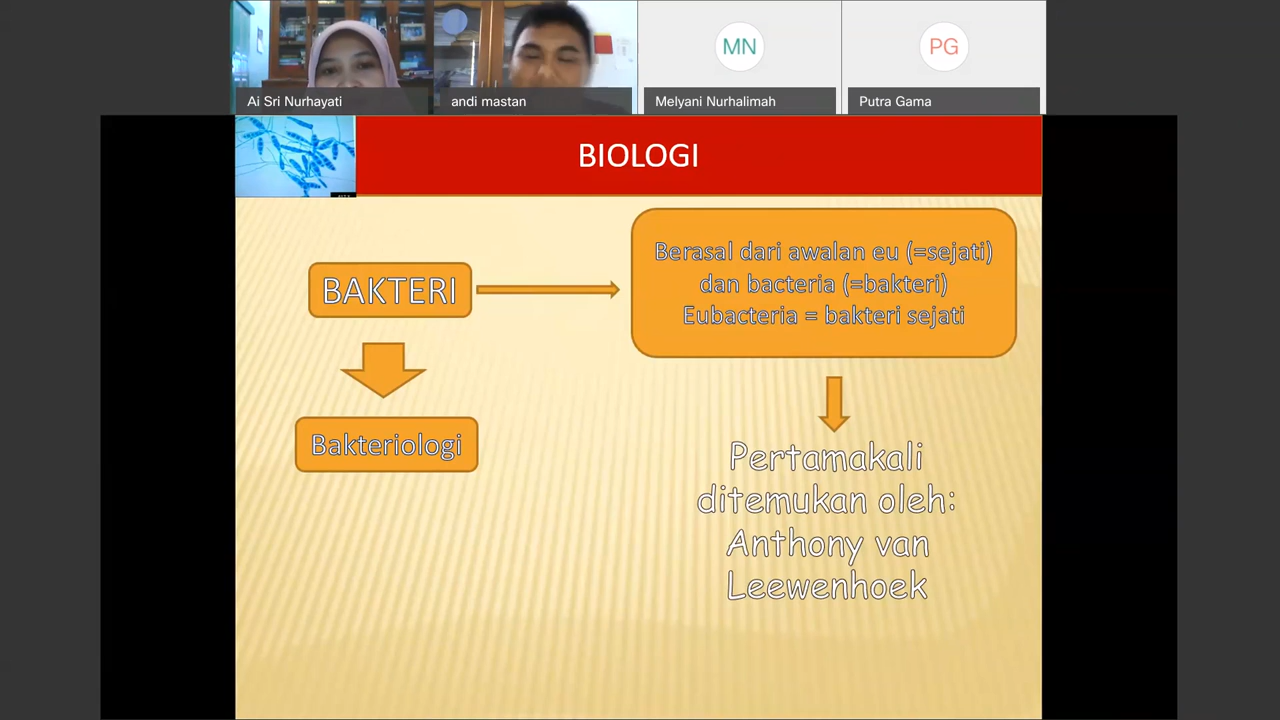 Ai Sri Nurhayati
andi mastan
MN
Melyani Nurhalimah
PG
Putra Gama
BIOLOGI
BAKTERI
Berasal dari awalan eu (=sejati)
dan bacteria (=bakteri)
Eubacteria = bakteri sejati
Bakteriologi
Pertamakali
ditemukan oleh:
Anthony van
Leewenhoek